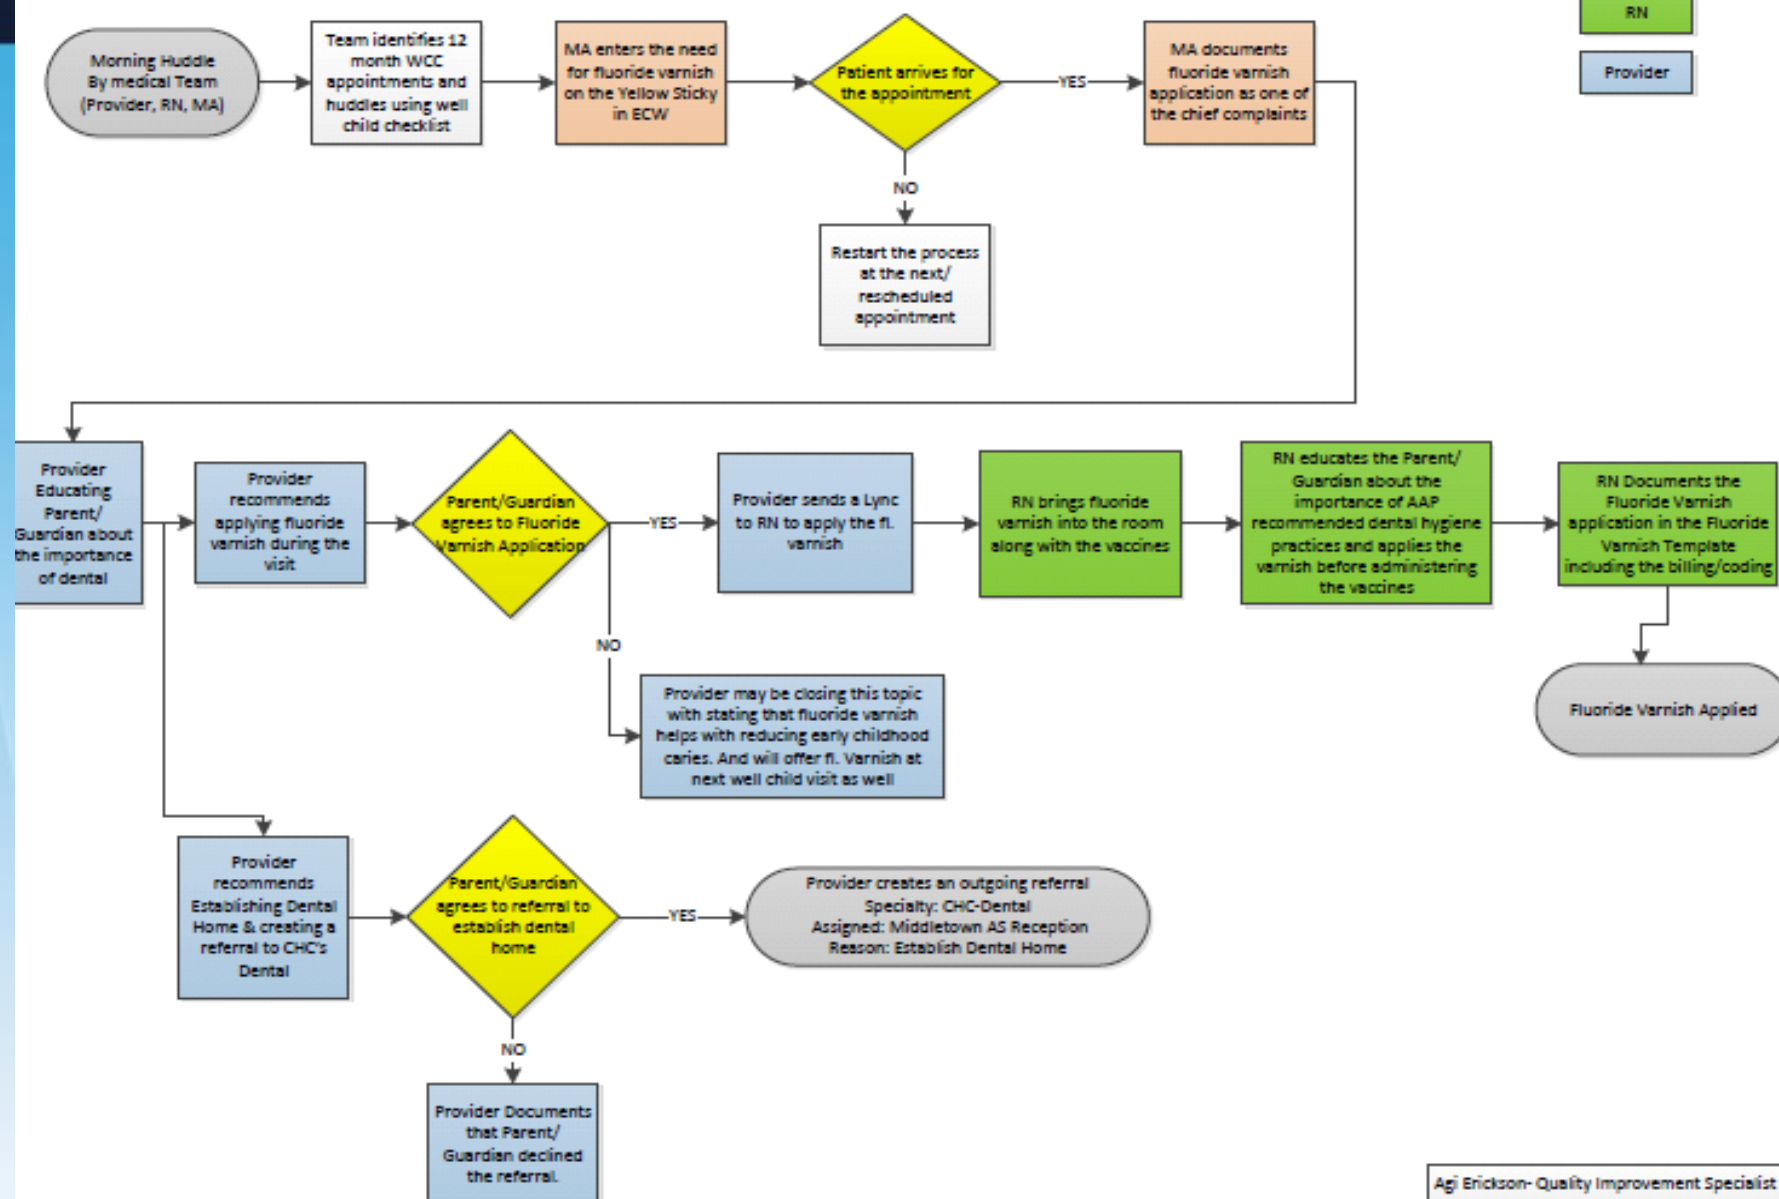 RN
Provider
Morning Huddle
By medical Team
(Provider, RN, MA)
Team identifies 12
month WCC
appointments and
huddles using well
child checklist
MA enters the need
for fluoride varnish
on the Yellow Sticky
in ECW
Patient arrives for
the appointment
YES
MA documents
fluoride varnish
application as one of
the chief complaints
NO
Restart the process
at the next/
rescheduled
appointment
Provider
Educating
Parent/
Guardian about
the importance
of dental
Provider
recommends
applying fluoride
varnish during the
visit
Parent/Guardian
agrees to Fluoride
Varnish Application
YES
Provider sends a Lync
to RN to apply the fl.
varnish
RN brings fluoride
varnish into the room
along with the vaccines
RN educates the Parent/
Guardian about the
importance of AAP
recommended dental hygiene
practices and applies the
varnish before administering
the vaccines
RN Documents the
Fluoride Varnish
application in the Fluoride
Varnish Template
including the billing/coding
NO
Provider may be closing this topic
with stating that fluoride varnish
helps with reducing early childhood
caries. And will offer fl. Varnish at
next well child visit as well
Fluoride Varnish Applied
Provider
recommends
Establishing Dental
Home & creating a
referral to CHC's
Dental
Parent/Guardian
agrees to referral to
establish dental
home
YES
Provider creates an outgoing referral
Specialty: CHC-Dental
Assigned: Middletown AS Reception
Reason: Establish Dental Home
NO
Provider Documents
that Parent/
Guardian declined
the referral.
Agi Erickson- Quality Improvement Specialist